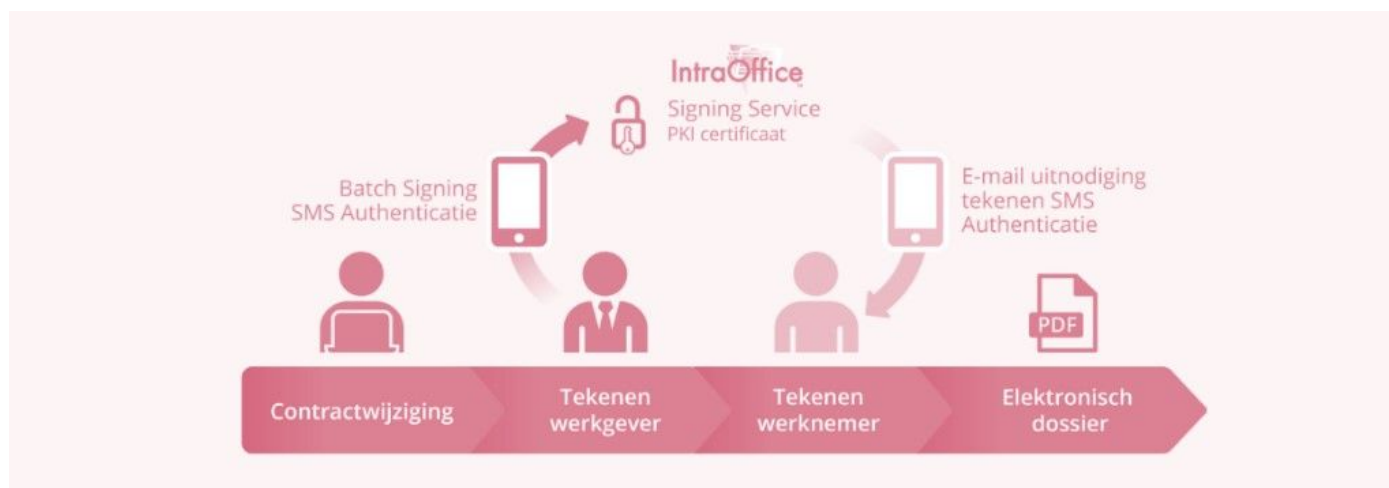 IntraOffice
Signing Service
PKI certificaat
Batch Signing
SMS Authenticatie
E-mail uitnodiging
tekenen SMS
Authenticatie
PDF
Contractwijziging
Tekenen
werkgever
Tekenen
werknemer
Elektronisch
dossier